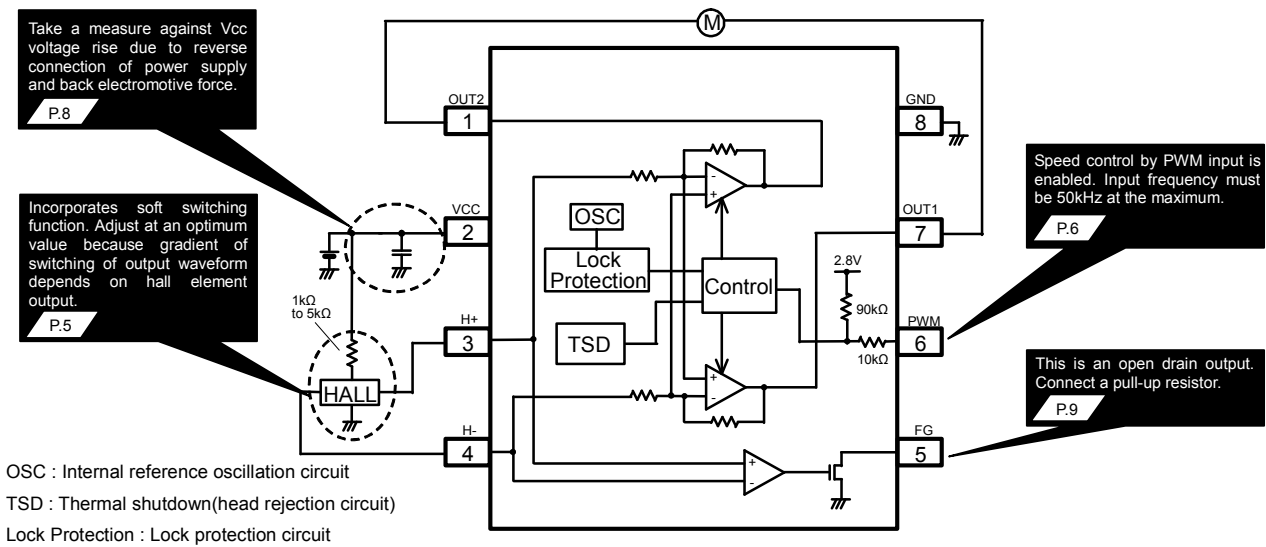 Take a measure against Vcc
voltage rise due to reverse
connection of power supply
and back electromotive force.
P.8
Incorporates soft switching
function. Adjust at an optimum
value because gradient of
switching of output waveform
depends on hall element
output.
P.5
M
OUT2
1
VCC
2
1kΩ
to 5kΩ
H+
3
HALL
H-
4
OSC
Lock
Protection
TSD
Control
-
+
+
-
+
-
2.8V
90kΩ
10kΩ
GND
8
OUT1
7
PWM
6
FG
5
Speed control by PWM input is
enabled. Input frequency must
be 50kHz at the maximum.
P.6
This is an open drain output.
Connect a pull-up resistor.
P.9
OSC : Internal reference oscillation circuit
TSD : Thermal shutdown(head rejection circuit)
Lock Protection : Lock protection circuit